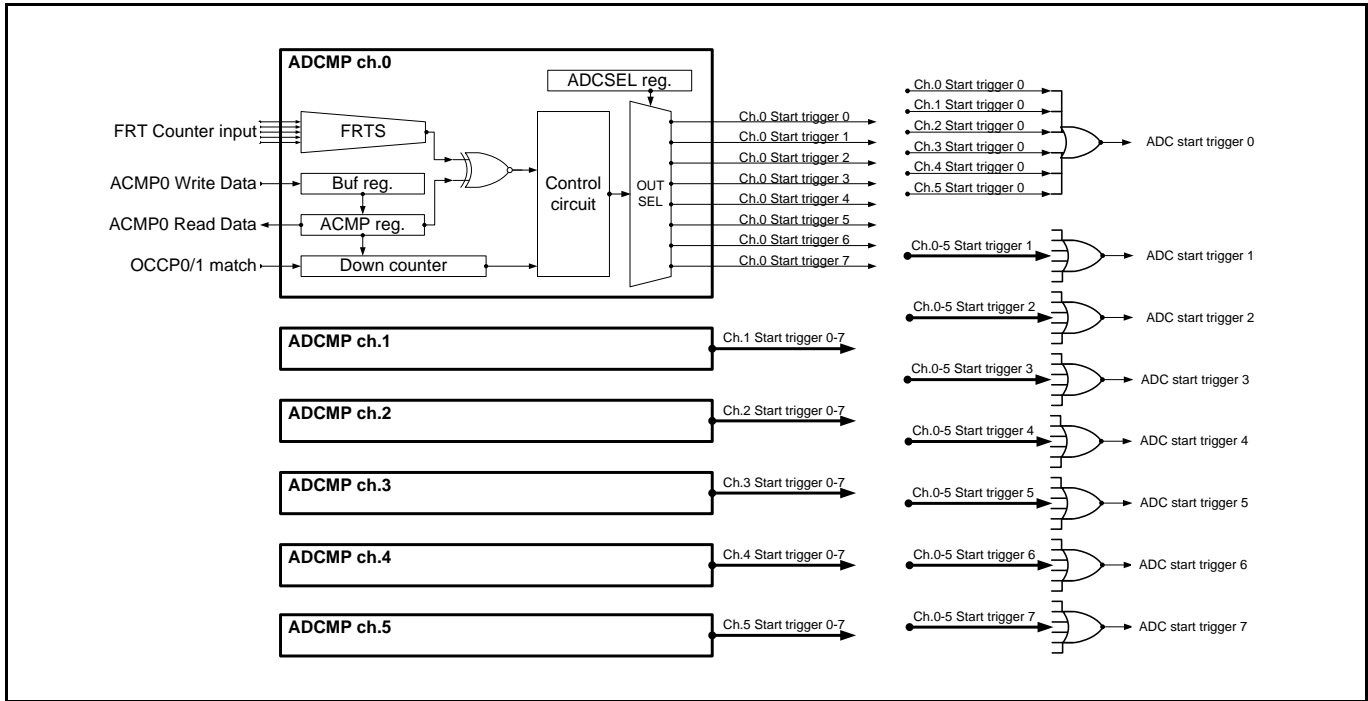 ADCMP ch.0
ADCSEL reg.
FRT Counter input
FRTS
ACMP0 Write Data
Buf reg.
ACMP0 Read Data
ACMP reg.
OCCP0/1 match
Down counter
Control
circuit
OUT
SEL
Ch.0 Start trigger 0
Ch.0 Start trigger 1
Ch.0 Start trigger 2
Ch.0 Start trigger 3
Ch.0 Start trigger 4
Ch.0 Start trigger 5
Ch.0 Start trigger 6
Ch.0 Start trigger 7
ADCMP ch.1
Ch.1 Start trigger 0-7
ADCMP ch.2
Ch.2 Start trigger 0-7
ADCMP ch.3
Ch.3 Start trigger 0-7
ADCMP ch.4
Ch.4 Start trigger 0-7
ADCMP ch.5
Ch.5 Start trigger 0-7
Ch.0 Start trigger 0
Ch.1 Start trigger 0
Ch.2 Start trigger 0
Ch.3 Start trigger 0
Ch.4 Start trigger 0
Ch.5 Start trigger 0
ADC start trigger 0
Ch.0-5 Start trigger 1
ADC start trigger 1
Ch.0-5 Start trigger 2
ADC start trigger 2
Ch.0-5 Start trigger 3
ADC start trigger 3
Ch.0-5 Start trigger 4
ADC start trigger 4
Ch.0-5 Start trigger 5
ADC start trigger 5
Ch.0-5 Start trigger 6
ADC start trigger 6
Ch.0-5 Start trigger 7
ADC start trigger 7